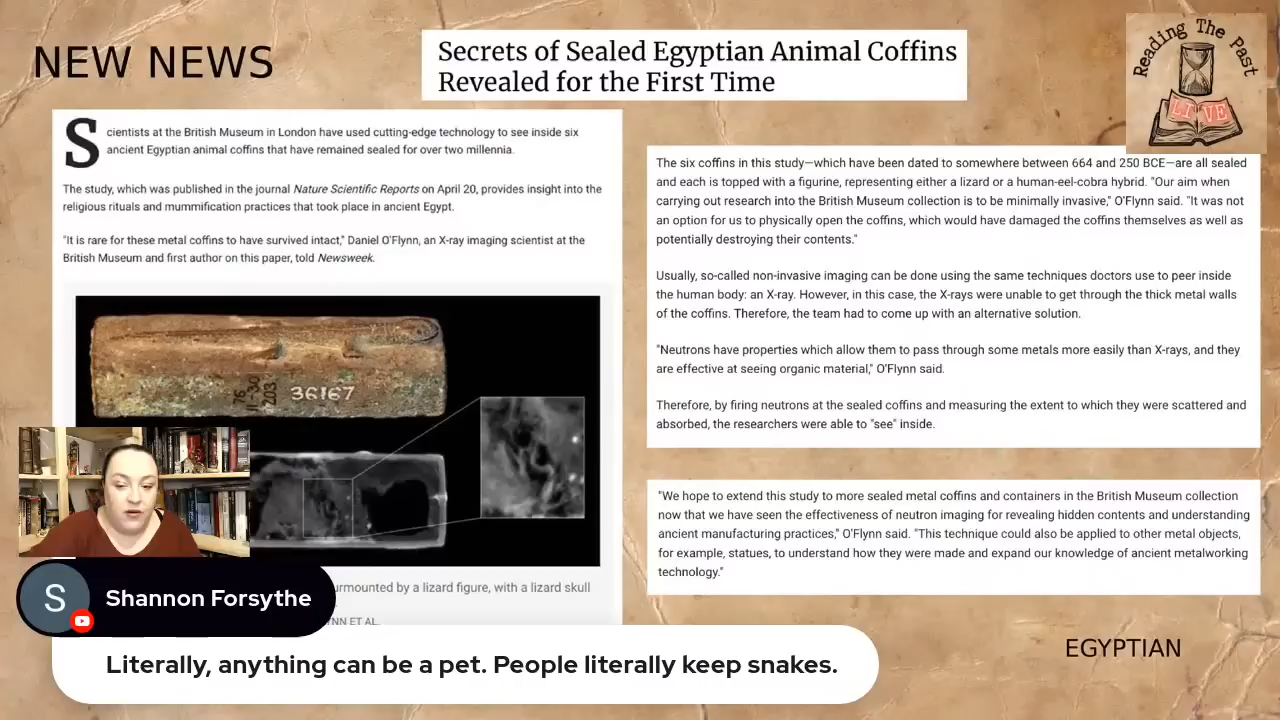 NEW NEWS
Secrets of Sealed Egyptian Animal Coffins
Revealed for the First Time
Reading The Past
LIVE
Scientists at the British Museum in London have used cutting-edge technology to see inside six
ancient Egyptian animal coffins that have remained sealed for over two millennia.
The study, which was published in the journal Nature Scientific Reports on April 20, provides insight into the
religious rituals and mummification practices that took place in ancient Egypt.
"It is rare for these metal coffins to have survived intact," Daniel O'Flynn, an X-ray imaging scientist at the
British Museum and first author on this paper, told Newsweek.
36167
urmounted by a lizard figure, with a lizard skull
NN ET AL.
The six coffins in this study—which have been dated to somewhere between 664 and 250 BCE—are all sealed
and each is topped with a figurine, representing either a lizard or a human-eel-cobra hybrid. "Our aim when
carrying out research into the British Museum collection is to be minimally invasive," O'Flynn said. "It was not
an option for us to physically open the coffins, which would have damaged the coffins themselves as well as
potentially destroying their contents."
Usually, so-called non-invasive imaging can be done using the same techniques doctors use to peer inside
the human body: an X-ray. However, in this case, the X-rays were unable to get through the thick metal walls
of the coffins. Therefore, the team had to come up with an alternative solution.
"Neutrons have properties which allow them to pass through some metals more easily than X-rays, and they
are effective at seeing organic material," O'Flynn said.
Therefore, by firing neutrons at the sealed coffins and measuring the extent to which they were scattered and
absorbed, the researchers were able to "see" inside.
"We hope to extend this study to more sealed metal coffins and containers in the British Museum collection
now that we have seen the effectiveness of neutron imaging for revealing hidden contents and understanding
ancient manufacturing practices," O'Flynn said. "This technique could also be applied to other metal objects,
for example, statues, to understand how they were made and expand our knowledge of ancient metalworking
technology."
EGYPTIAN
S
Shannon Forsythe
Literally, anything can be a pet. People literally keep snakes.